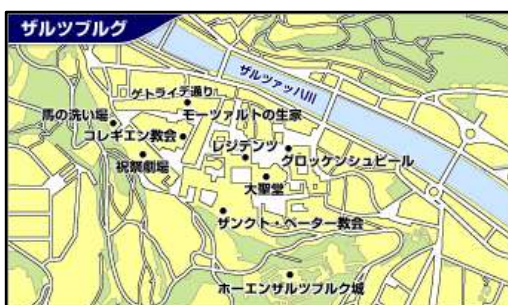 ザルツブルグ
ザルツァッハ川
ゲトライデ通り
馬の洗い場
モーツァルトの生家
コレギエン教会
レジデンツ
祝祭劇場
グロッケンシュピール
大聖堂
ザンクト・ペーター教会
ホーエンザルツブルク城